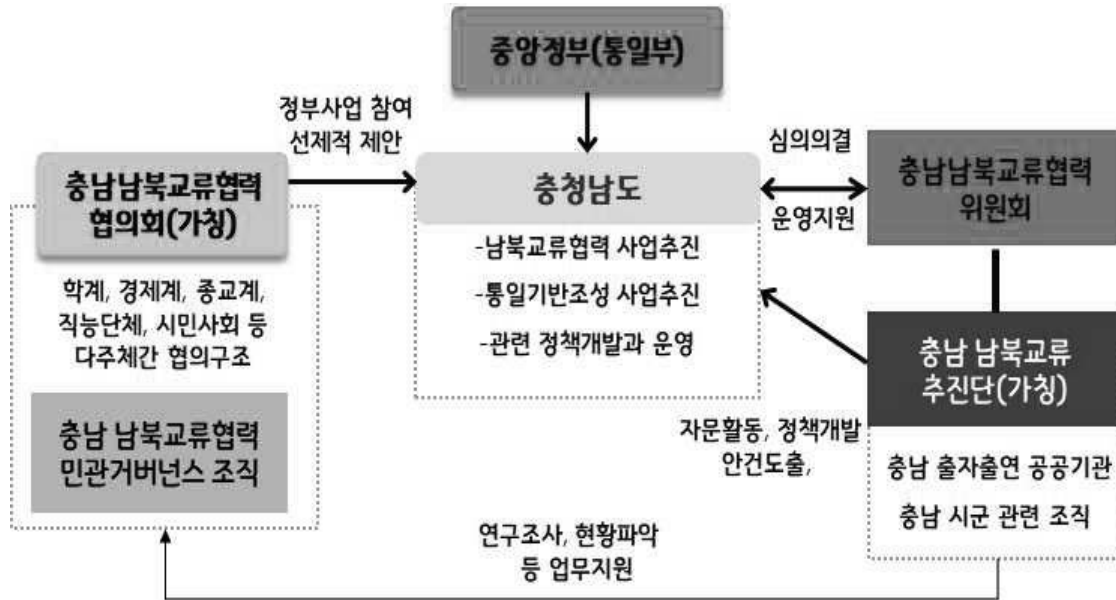 중앙정부(통일부)
정부사업 참여
선제적 제안
충남남북교류협력
협의회(가칭)
학계, 경제계, 종교계,
직능단체, 시민사회 등
다주체간 협의구조
충남 남북교류협력
민관거버넌스 조직
충청남도
-남북교류협력 사업추진
-통일기반조성 사업추진
-관련 정책개발과 운영
심의의결
운영지원
충남남북교류협력
위원회
충남 남북교류
추진단(가칭)
자문활동, 정책개발
안건도출,
충남 출자출연 공공기관
충남 시군 관련 조직
연구조사, 현황파악
등 업무지원